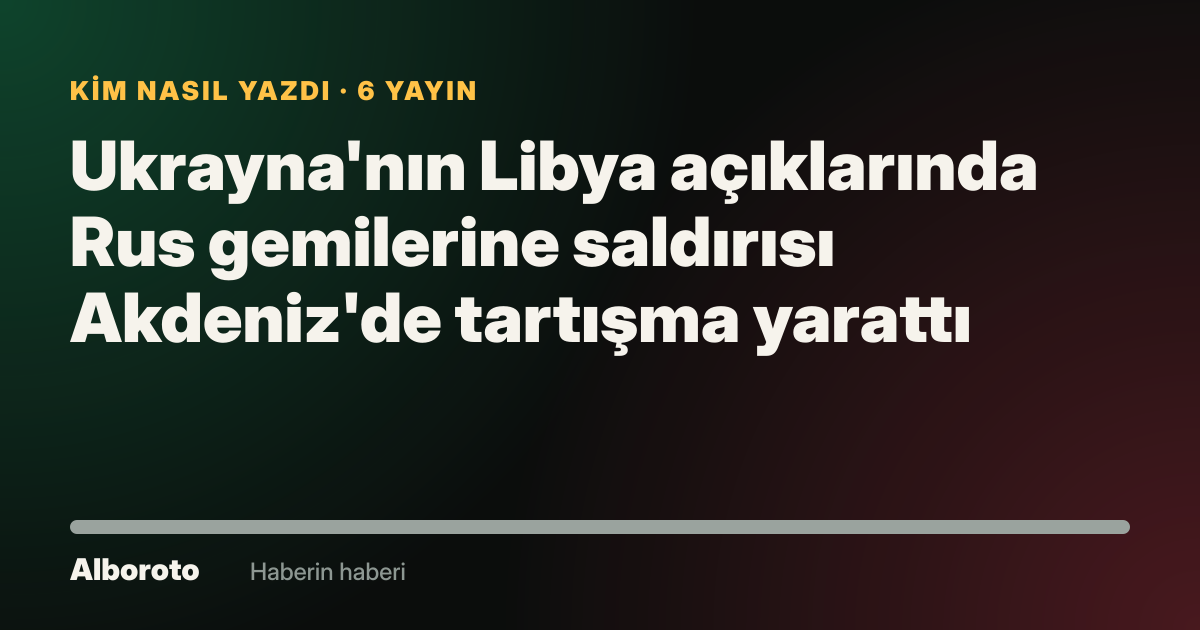 KİM NASIL YAZDI · 6 YAYIN
Ukrayna'nın Libya açıklarında
Rus gemilerine saldırısı
Akdeniz'de tartışma yarattı
Alboroto
Haberin haberi